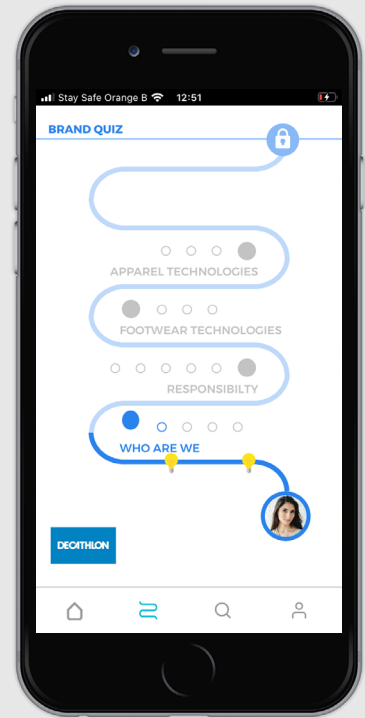 Stay Safe Orange B 12:51
BRAND QUIZ
APPAREL TECHNOLOGIES
FOOTWEAR TECHNOLOGIES
RESPONSIBILTY
WHO ARE WE
DECATHLON